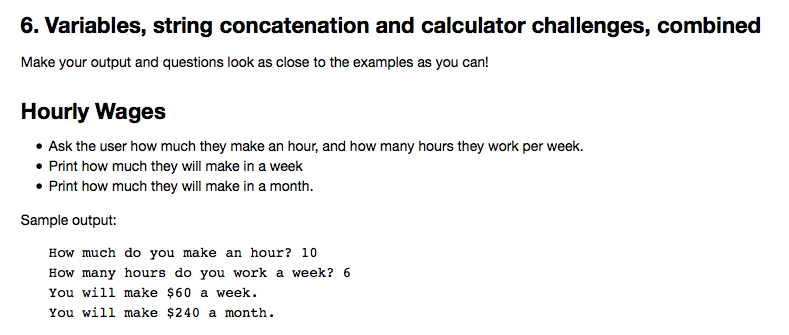 6. Variables, string concatenation and calculator challenges, combined
Make your output and questions look as close to the examples as you can!
Hourly Wages
• Ask the user how much they make an hour, and how many hours they work per week.
• Print how much they will make in a week
• Print how much they will make in a month.
Sample output:
How much do you make an hour? 10
How many hours do you work a week? 6
You will make $60 a week.
You will make $240 a month.